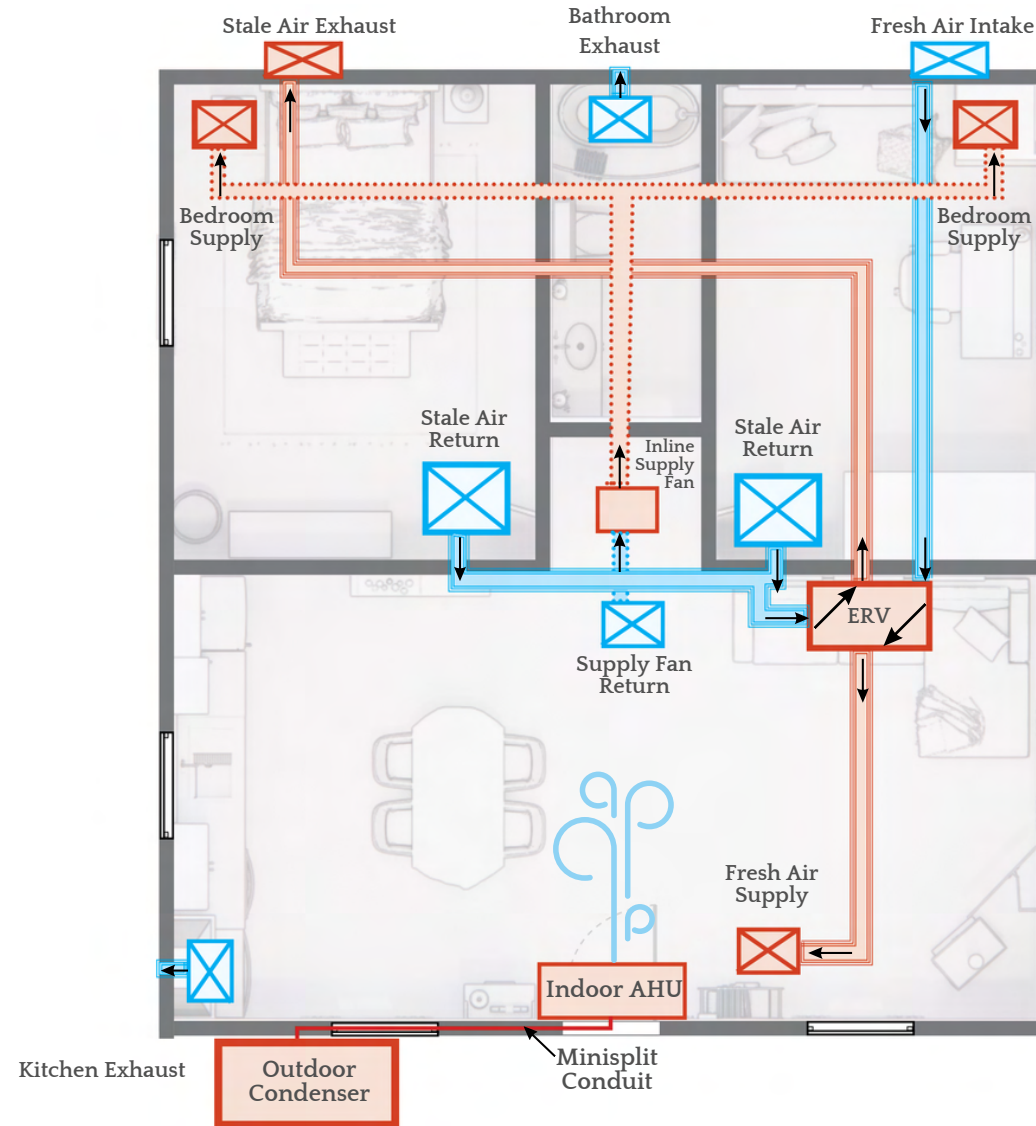 Stale Air Exhaust
Bathroom
Exhaust
Fresh Air Intake
Bedroom
Supply
Bedroom
Supply
Stale Air
Return
Inline
Supply
Fan
Stale Air
Return
ERV
Supply Fan
Return
Fresh Air
Supply
Indoor AHU
Kitchen Exhaust
Outdoor
Condenser
Minisplit
Conduit